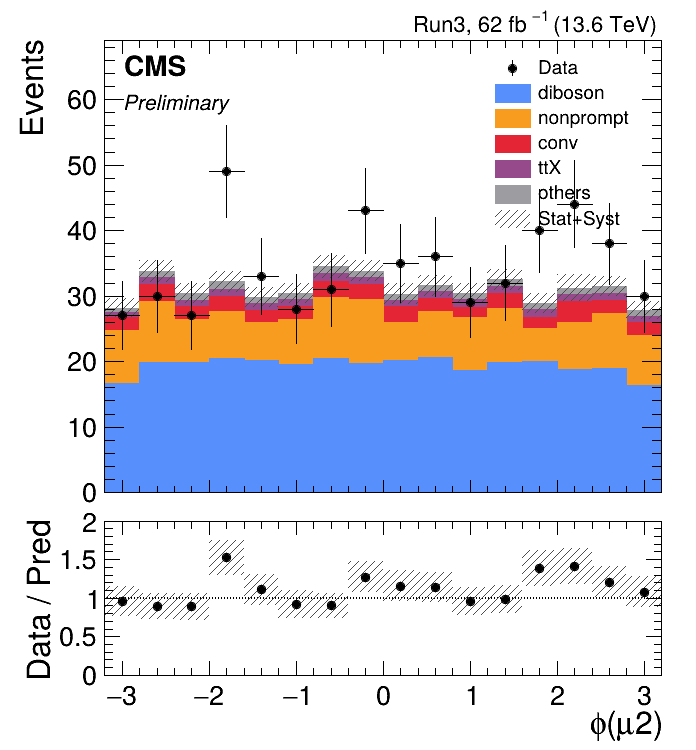 Run3, 62 fb⁻¹ (13.6 TeV)
CMS
Preliminary
Events
Data
diboson
nonprompt
conv
ttX
pthers
Stat+Syst
60
50
40
30
20
10
0
Data / Pred
2
1.5
1
0.5
0
−3 −2 −1 0 1 2 3
ϕ(μ2)